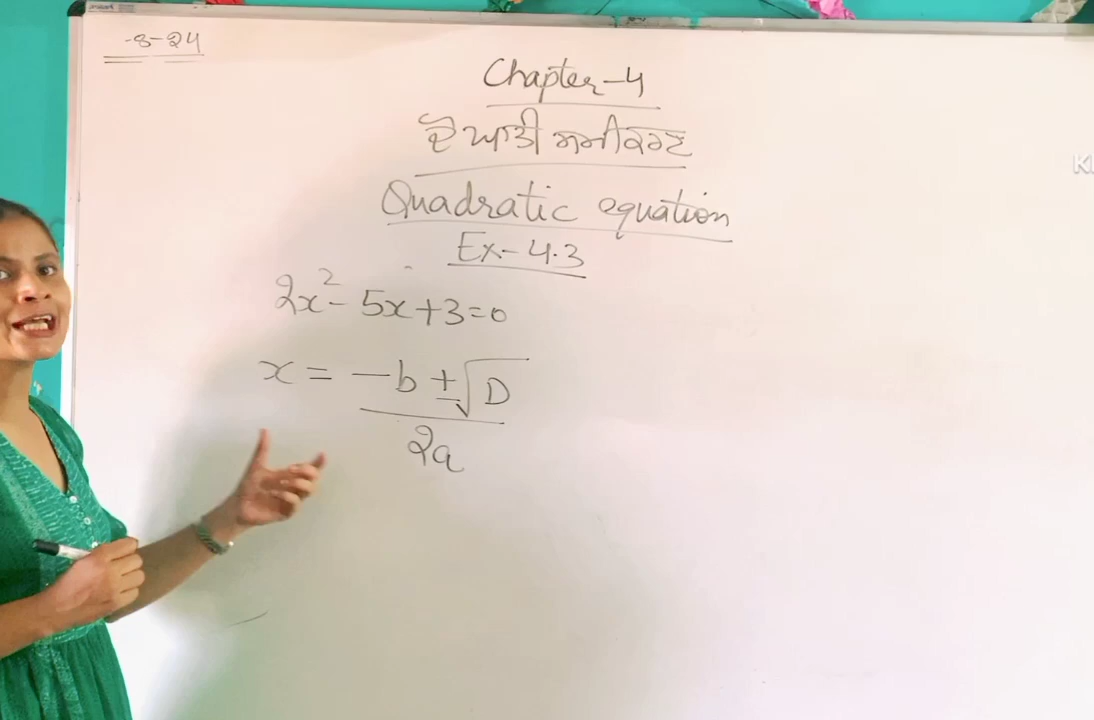 -8-24
Chapter-4
ਦੋ ਘਾਤੀ ਸਮੀਕਰਣ
Quadratic equation
Ex-4.3
2x²- 5x+3=0
x = -b ±√D
2a